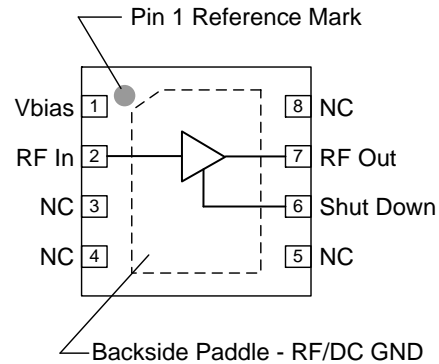 Pin 1 Reference Mark
Vbias 1
8 NC
RF In 2
7 RF Out
NC 3
6 Shut Down
NC 4
5 NC
Backside Paddle - RF/DC GND